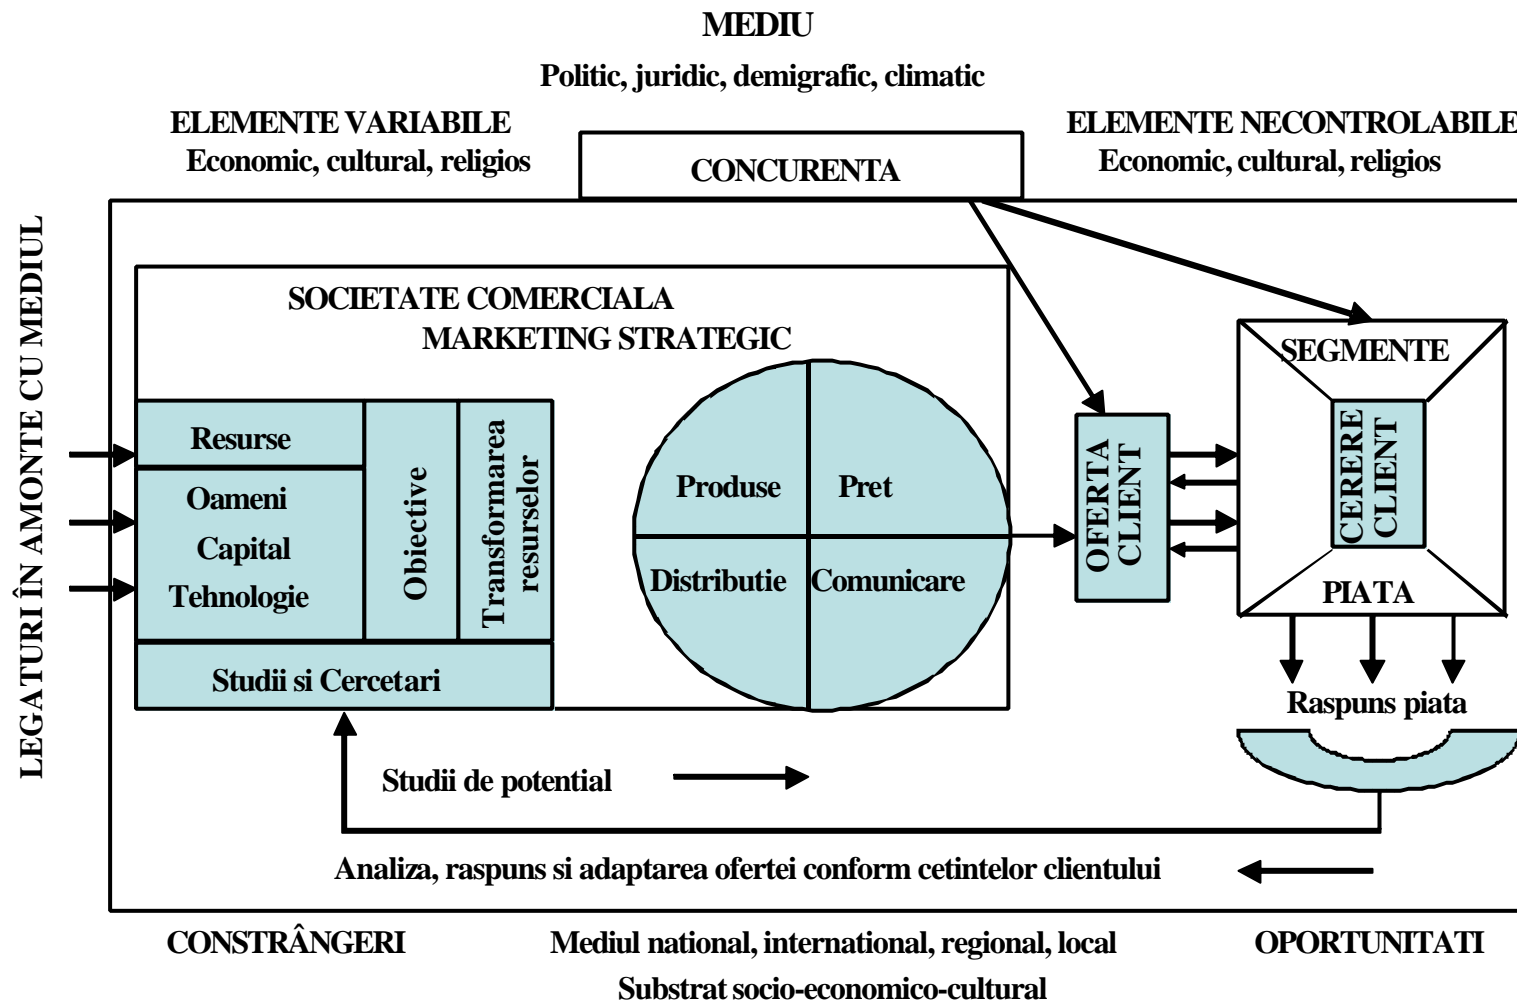 MEDIU
Politic, juridic, demigrafic, climatic
ELEMENTE VARIABILE
Economic, cultural, religios
CONCURENTA
ELEMENTE NECONTROLABILE
Economic, cultural, religios
LEGATURI ÎN AMONTE CU MEDIUL
SOCIETATE COMERCIALA
MARKETING STRATEGIC
Resurse
Oameni
Capital
Tehnologie
Obiective
Transformarea
resurselor
Studii si Cercetari
Produse
Pret
Distributie
Comunicare
OFERTA
CLIENT
SEGMENTE
CERERE
CLIENT
PIATA
Raspuns piata
Studii de potential
Analiza, raspuns si adaptarea ofertei conform cetintelor clientului
CONSTRÂNGERI
Mediul national, international, regional, local
OPORTUNITATI
Substrat socio-economico-cultural